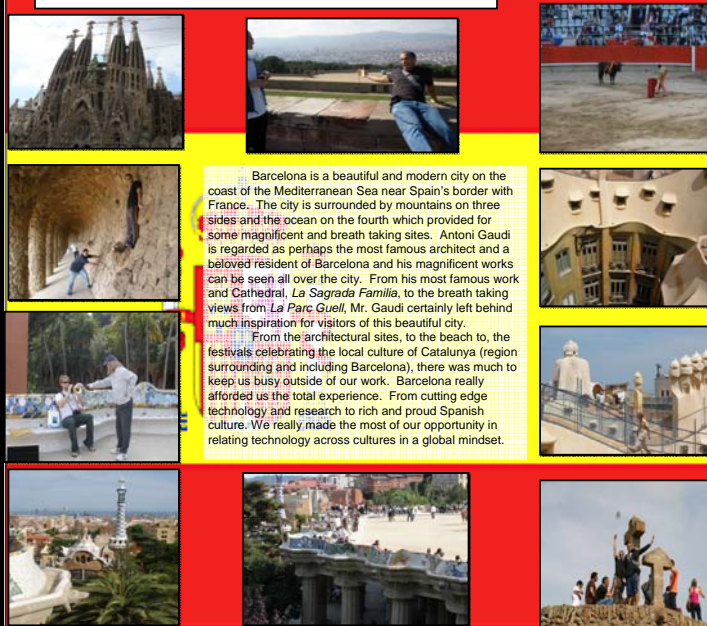 Barcelona is a beautiful and modern city on the
coast of the Mediterranean Sea near Spain's border with
France.  The city is surrounded by mountains on three
sides and the ocean on the fourth which provided for
some magnificent and breath taking sites.  Antoni Gaudi
is regarded as perhaps the most famous architect and a
beloved resident of Barcelona and his magnificent works
can be seen all over the city.  From his most famous work
and Cathedral, La Sagrada Familia, to the breath taking
views from La Parc Guell, Mr. Gaudi certainly left behind
much inspiration for visitors of this beautiful city.
From the architectural sites, to the beach to, the
festivals celebrating the local culture of Catalunya (region
surrounding and including Barcelona), there was much to
keep us busy outside of our work.  Barcelona really
afforded us the total experience.  From cutting edge
technology and research to rich and proud Spanish
culture. We really made the most of our opportunity in
relating technology across cultures in a global mindset.